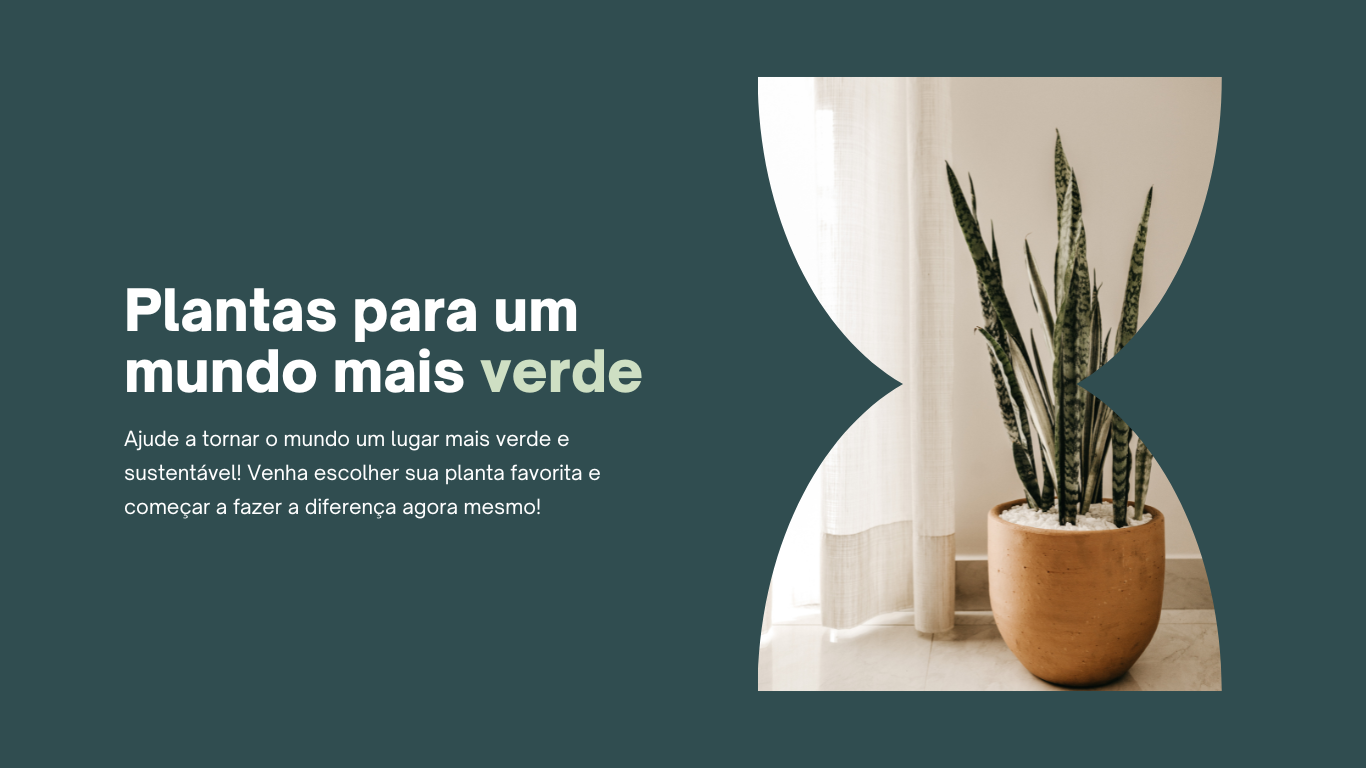 Plantas para um
mundo mais verde
Ajude a tornar o mundo um lugar mais verde e
sustentável! Venha escolher sua planta favorita e
começar a fazer a diferença agora mesmo!